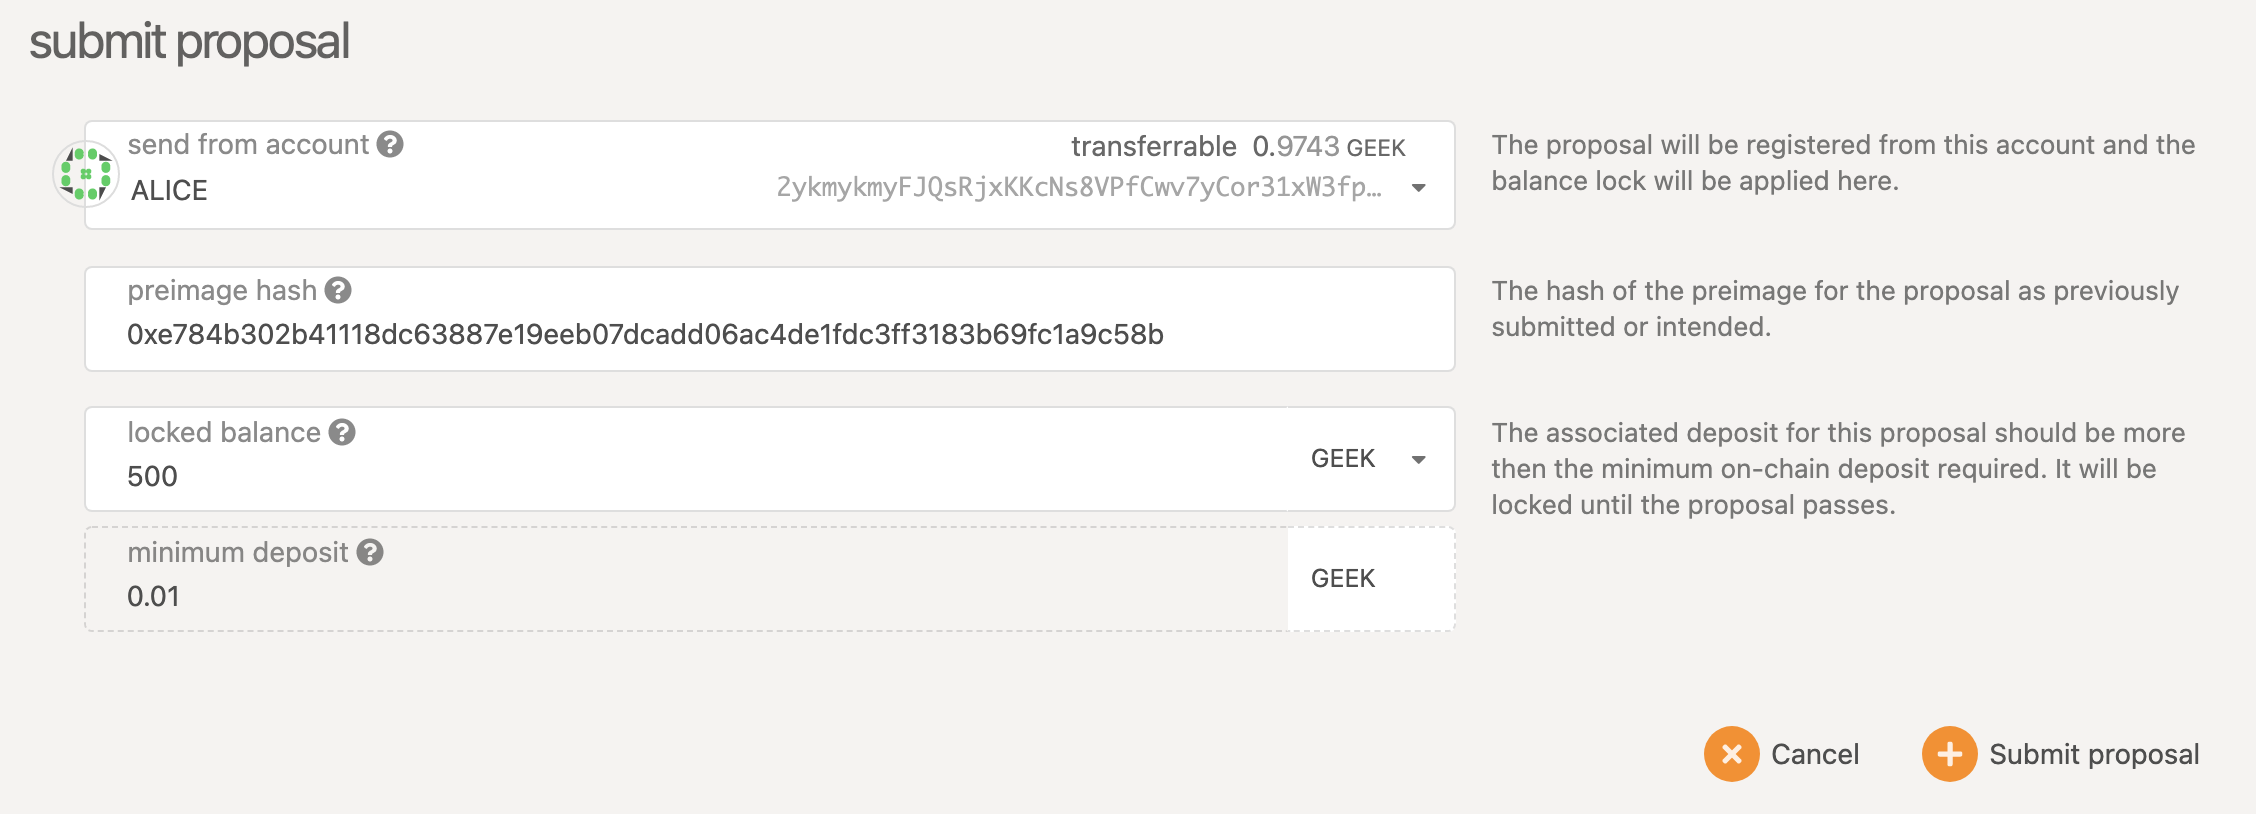 submit proposal
send from account
transferrable 0.9743 GEEK
ALICE
2ykmykmyFJQsRjxKKcNs8VPfCwv7yCor31xW3fp…
The proposal will be registered from this account and the
balance lock will be applied here.
preimage hash
0xe784b302b41118dc63887e19eeb07dcadd06ac4de1fdc3ff3183b69fc1a9c58b
The hash of the preimage for the proposal as previously
submitted or intended.
locked balance
500
GEEK
The associated deposit for this proposal should be more
then the minimum on-chain deposit required. It will be
locked until the proposal passes.
minimum deposit
0.01
GEEK
Cancel
Submit proposal